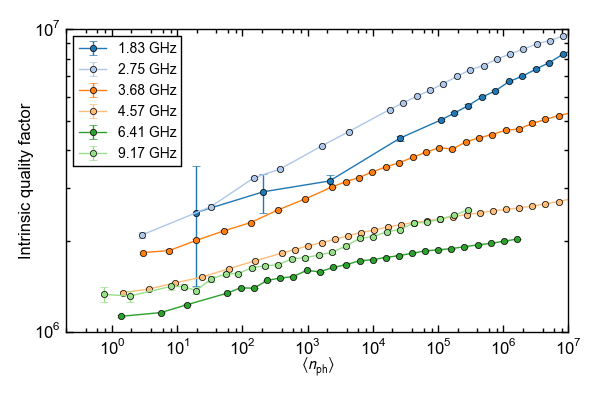 10⁷
1.83 GHz
2.75 GHz
3.68 GHz
4.57 GHz
6.41 GHz
9.17 GHz
Intrinsic quality factor
10⁶
10⁰ 10¹ 10² 10³ 10⁴ 10⁵ 10⁶ 10⁷
⟨n_ph⟩